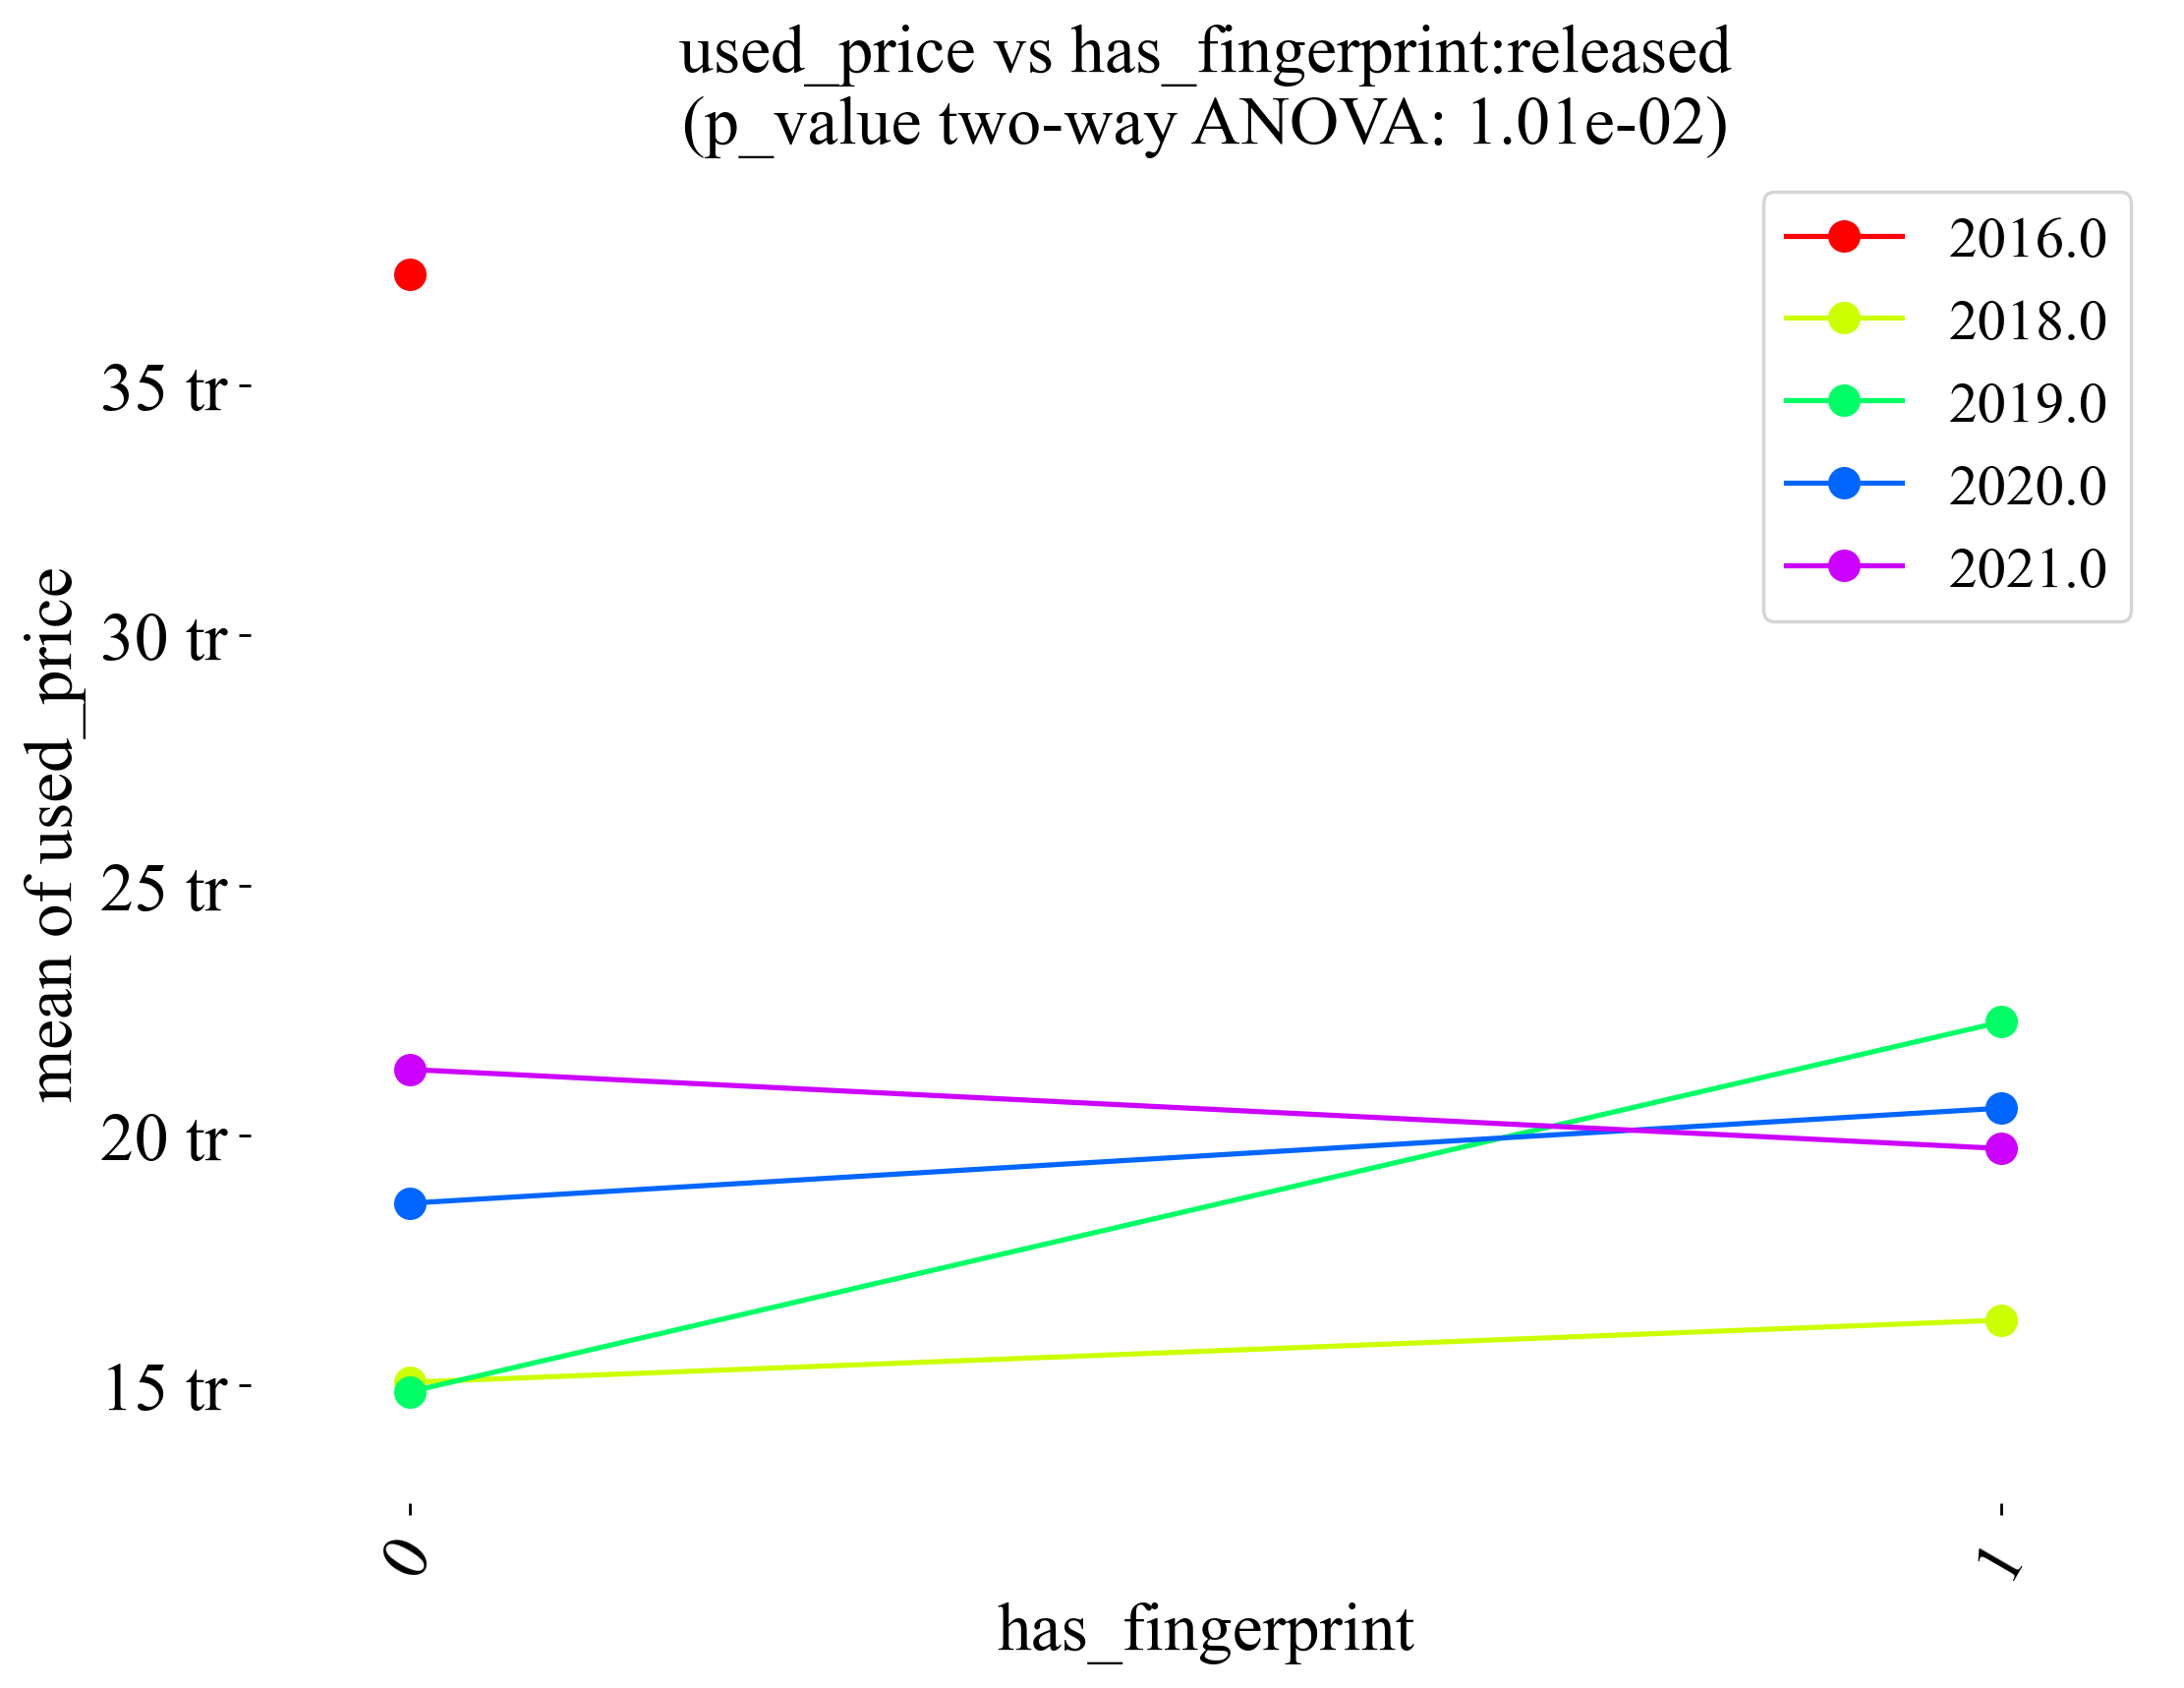 used_price vs has_fingerprint:released
(p_value two-way ANOVA: 1.01e-02)
2016.0
2018.0
2019.0
2020.0
2021.0
mean of used_price
35 tr
30 tr
25 tr
20 tr
15 tr
0
1
has_fingerprint